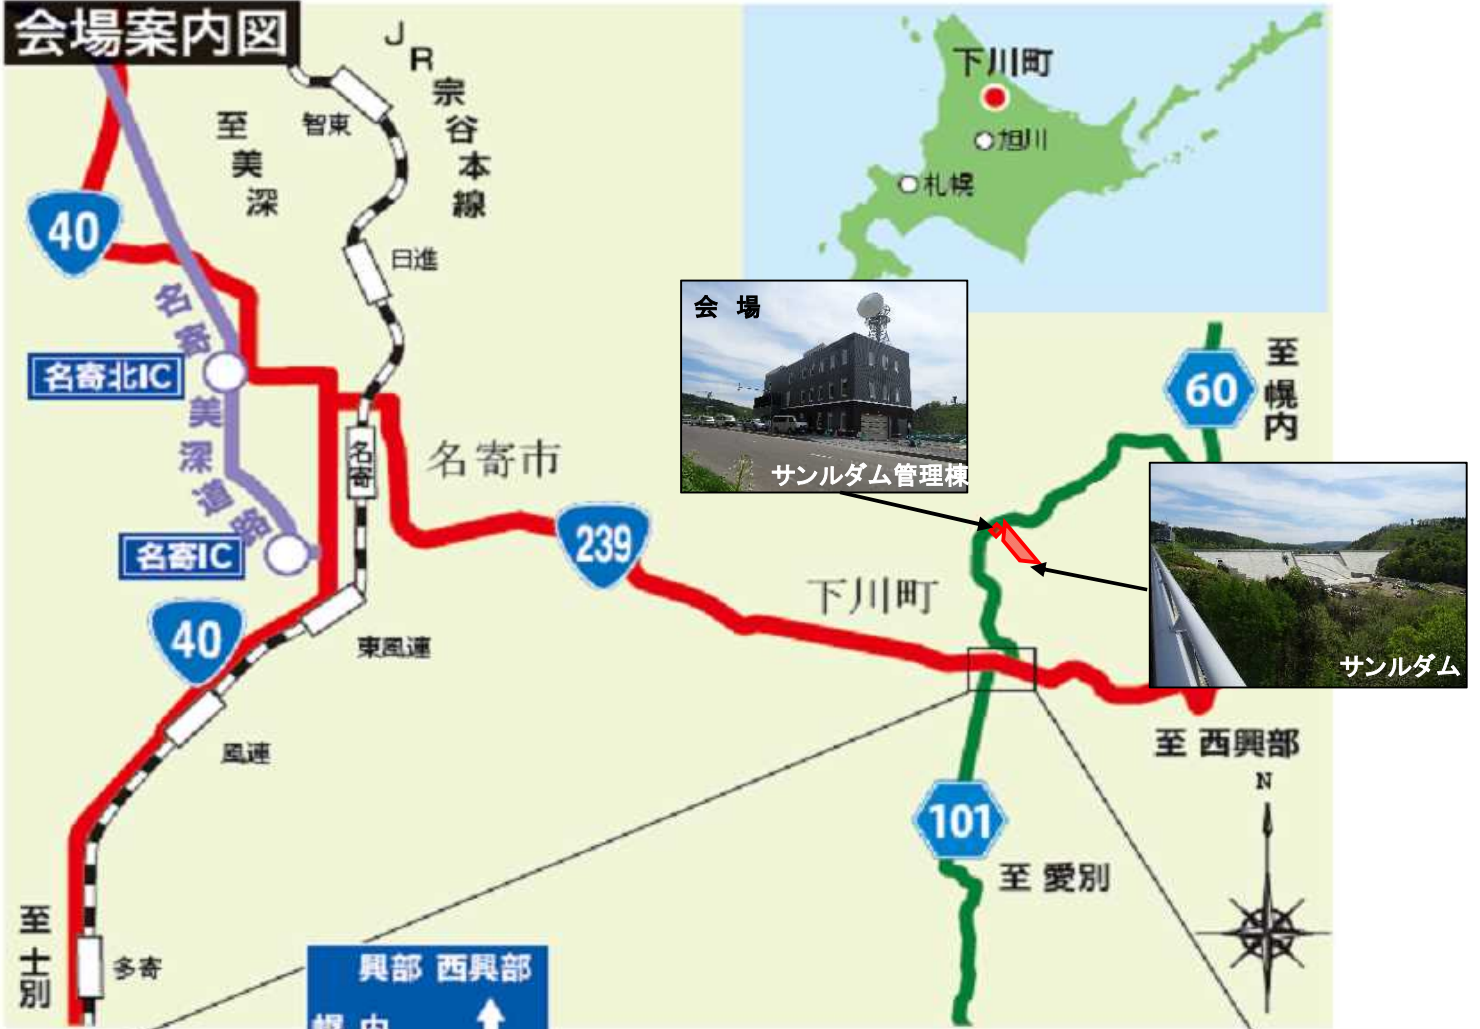 会場案内図
JR宗谷本線
下川町
旭川
札幌
智東
至美深
40
日進
名寄美深道路
会 場
サンルダム管理棟
至幌内
60
名寄北IC
名寄
名寄市
239
名寄IC
下川町
サンルダム
40
東風連
風連
至 西興部
N
101
至 愛別
至士別
多寄
興部 西興部
幌 内